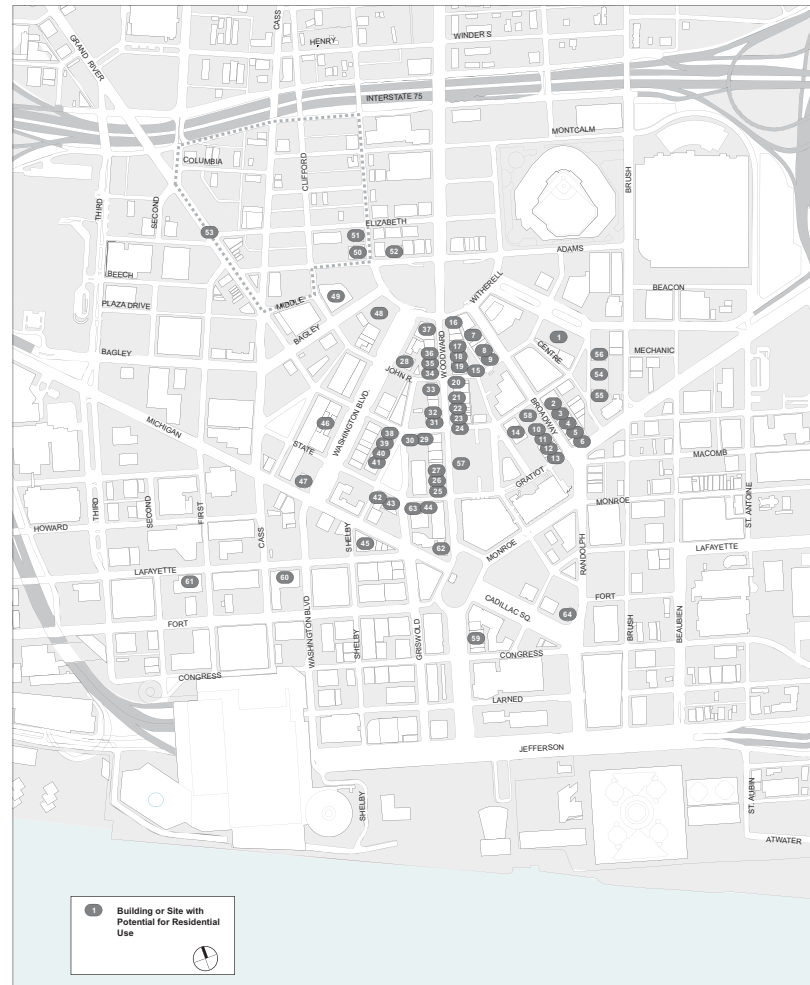 CASS
HENRY
WINDER S
GRAND RIVER
INTERSTATE 75
MONTCALM
COLUMBIA
CLIFFORD
BRUSH
THIRD
SECOND
ELIZABETH
51
53
50
52
ADAMS
BEECH
WITHERELL
BEACON
PLAZA DRIVE
MIDDLE
49
48
BAGLEY
16
37
7
1
WOODWARD
CENTRE
BAGLEY
17
8
56
MECHANIC
36
18
9
28
35
19
15
JOHN R.
34
54
20
33
MICHIGAN
WASHINGTON BLVD.
21
2
55
BROADWAY
22
32
58
3
46
23
4
31
24
10
14
5
38
30
29
11
6
STATE
39
12
40
13
MACOMB
41
57
27
GRATIOT
47
26
25
42
43
MONROE
63
44
ST. ANTOINE
THIRD
SECOND
FIRST
HOWARD
CASS
SHELBY
45
62
MONROE
RANDOLPH
LAFAYETTE
LAFAYETTE
61
60
CADILLAC SQ.
FORT
64
WASHINGTON BLVD
SHELBY
GRISWOLD
BRUSH
BEAUBIEN
FORT
59
CONGRESS
CONGRESS
LARNED
JEFFERSON
SHELBY
ST. AUBIN
ATWATER
1
Building or Site with
Potential for Residential
Use